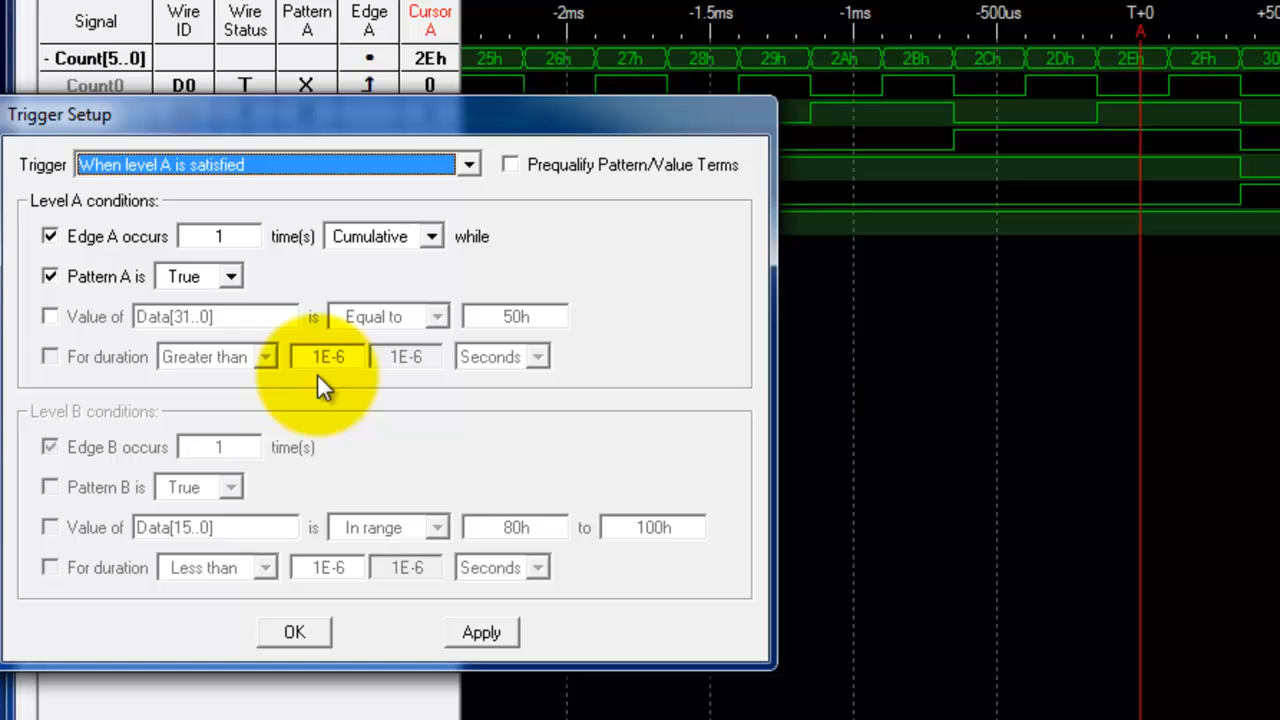 Signal Wire ID Wire Status Pattern A Edge A Cursor A -2ms -1.5ms -1ms -500us T+0 +50
A
- Count[5..0] • 2Eh 25h 26h 27h 28h 29h 2Ah 2Bh 2Ch 2Dh 2Eh 2Fh 30
Count0 D0 T X 0
Trigger Setup
Trigger When level A is satisfied Prequalify Pattern/Value Terms
Level A conditions:
Edge A occurs 1 time(s) Cumulative while
Pattern A is True
Value of Data[31..0] is Equal to 50h
For duration Greater than 1E-6 1E-6 Seconds
Level B conditions:
Edge B occurs 1 time(s)
Pattern B is True
Value of Data[15..0] is In range 80h to 100h
For duration Less than 1E-6 1E-6 Seconds
OK Apply